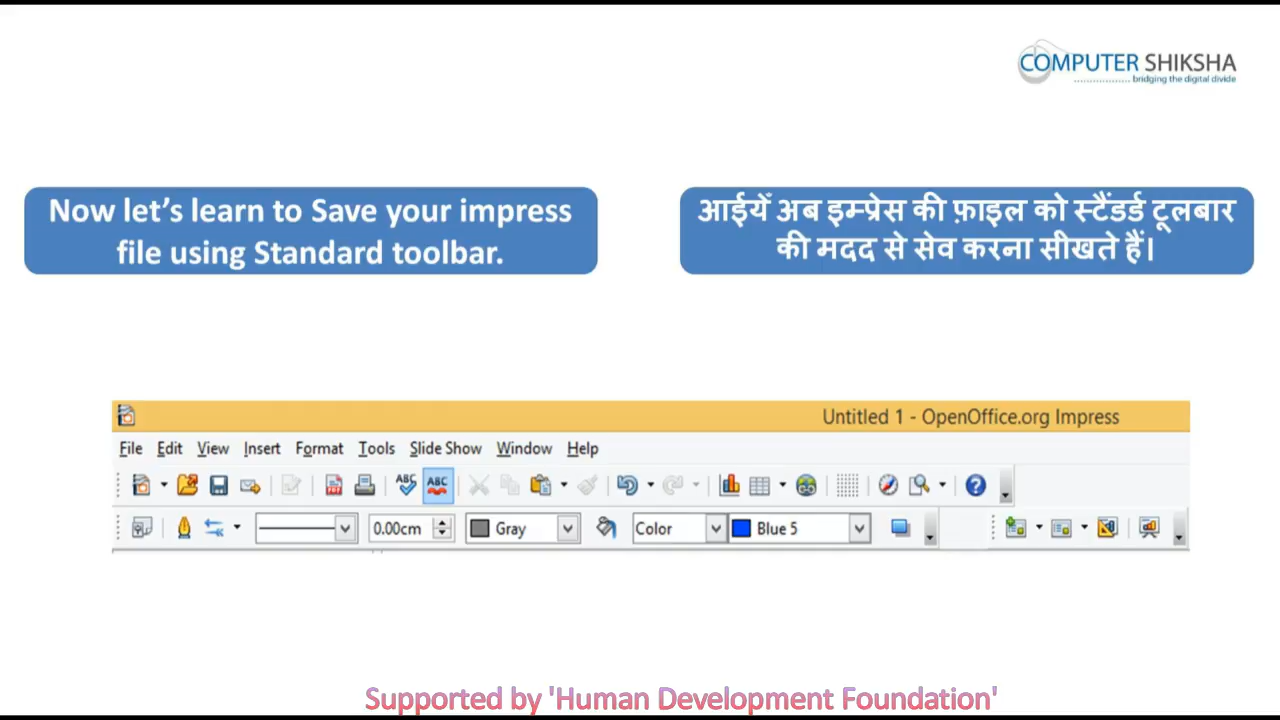 COMPUTER SHIKSHA
bridging the digital divide
Now let's learn to Save your impress
file using Standard toolbar.
आईयेँ अब इम्प्रेस की फ़ाइल को स्टैंडर्ड टूलबार
की मदद से सेव करना सीखते हैं।
Untitled 1 - OpenOffice.org Impress
File Edit View Insert Format Tools Slide Show Window Help
ABC ABC
0.00cm Gray Color Blue 5
Supported by 'Human Development Foundation'